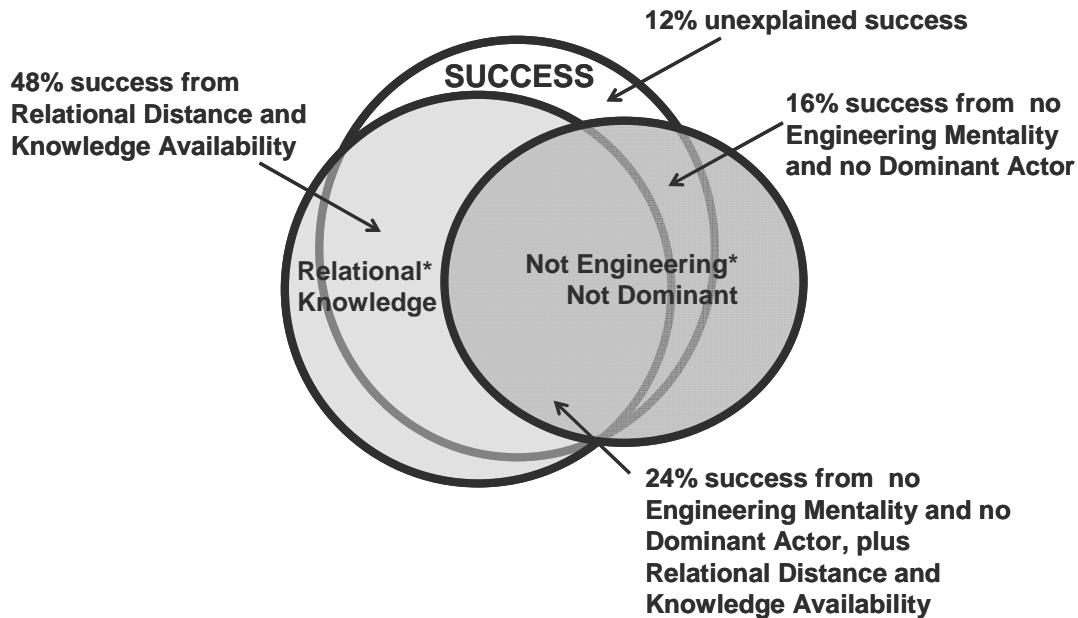 12% unexplained success
SUCCESS
48% success from
Relational Distance and
Knowledge Availability
16% success from no
Engineering Mentality
and no Dominant Actor
Relational*
Knowledge
Not Engineering*
Not Dominant
24% success from no
Engineering Mentality and no
Dominant Actor, plus
Relational Distance and
Knowledge Availability